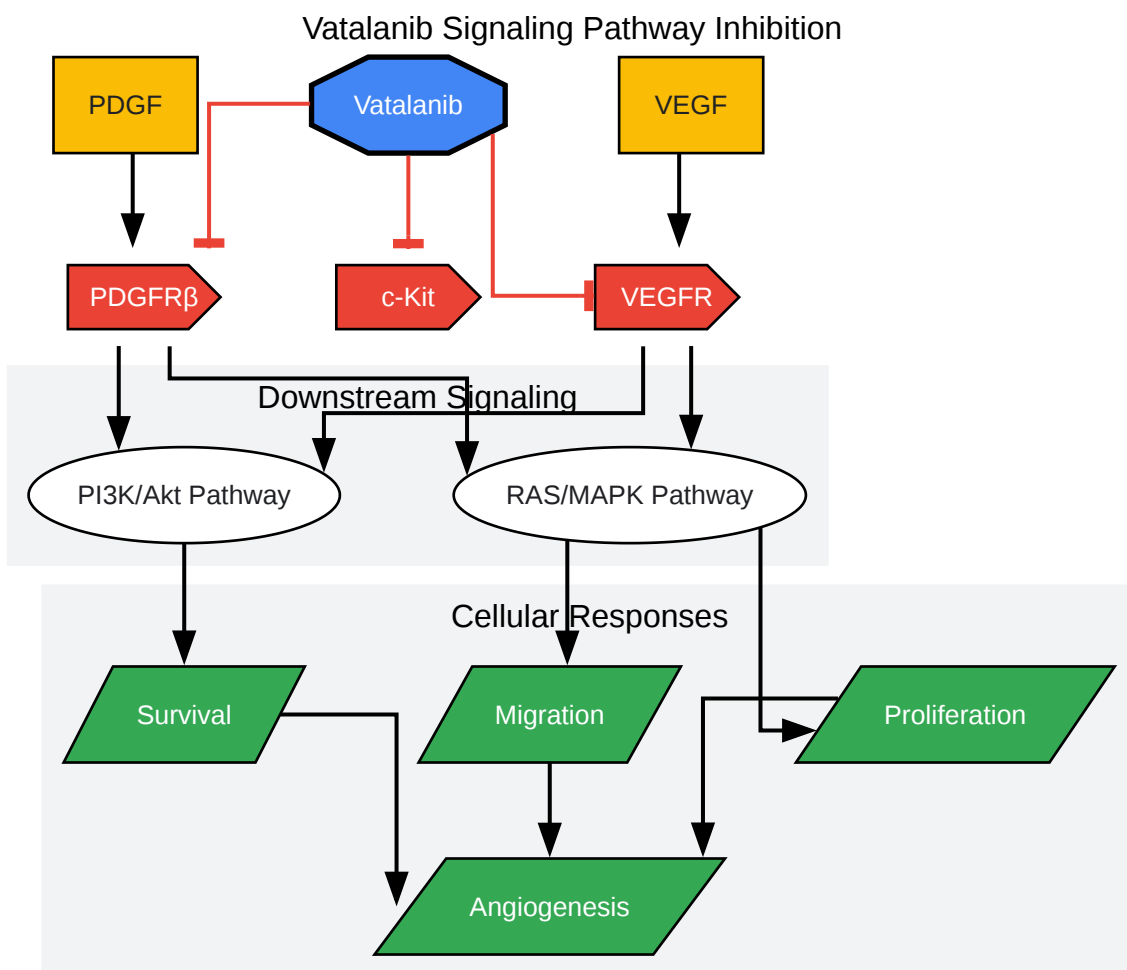 Vatalanib Signaling Pathway Inhibition
PDGF
Vatalanib
VEGF
PDGFRβ
c-Kit
VEGFR
Downstream Signaling
PI3K/Akt Pathway
RAS/MAPK Pathway
Cellular Responses
Survival
Migration
Proliferation
Angiogenesis